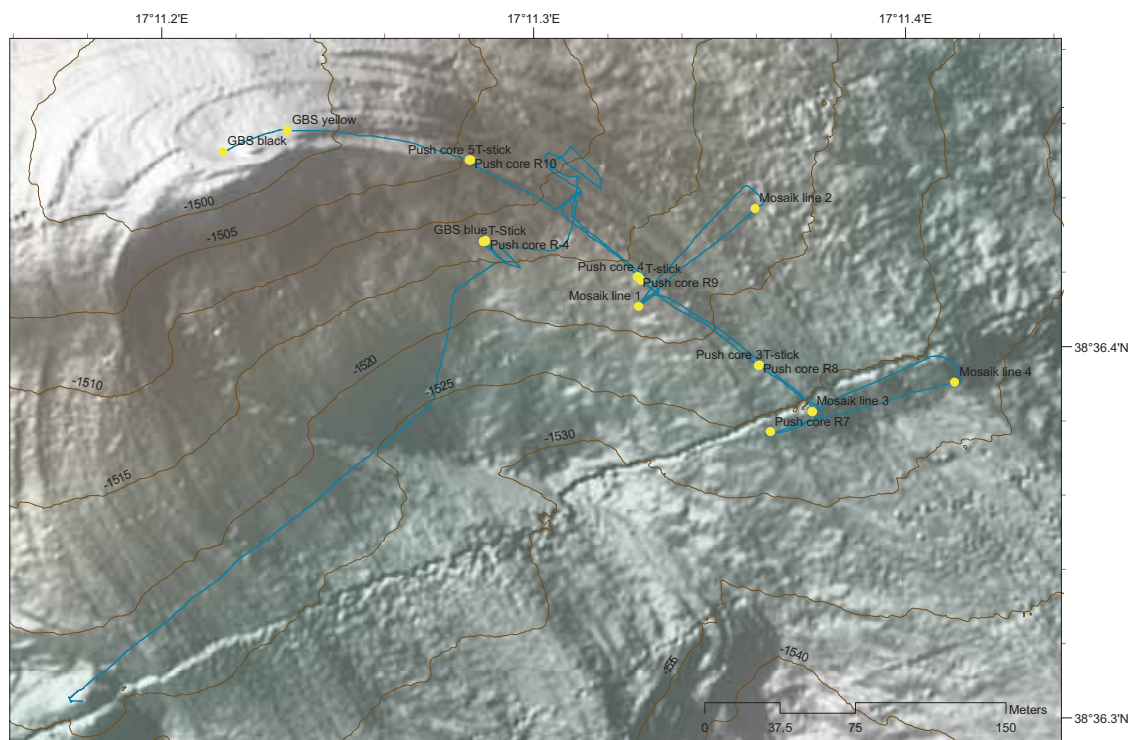 17°11.2'E
17°11.3'E
17°11.4'E
GBS yellow
GBS black
Push core 5T-stick
Push core R10
Mosaik line 2
-1500
-1505
GBS blueT-Stick
Push core R-4
Push core 4T-stick
Push core R9
Mosaik line 1
38°36.4'N
Push core 3T-stick
Push core R8
-1520
Mosaik line 4
-1510
-1525
Mosaik line 3
Push core R7
-1530
-1515
-1540
Meters
0
37.5
75
150
38°36.3'N